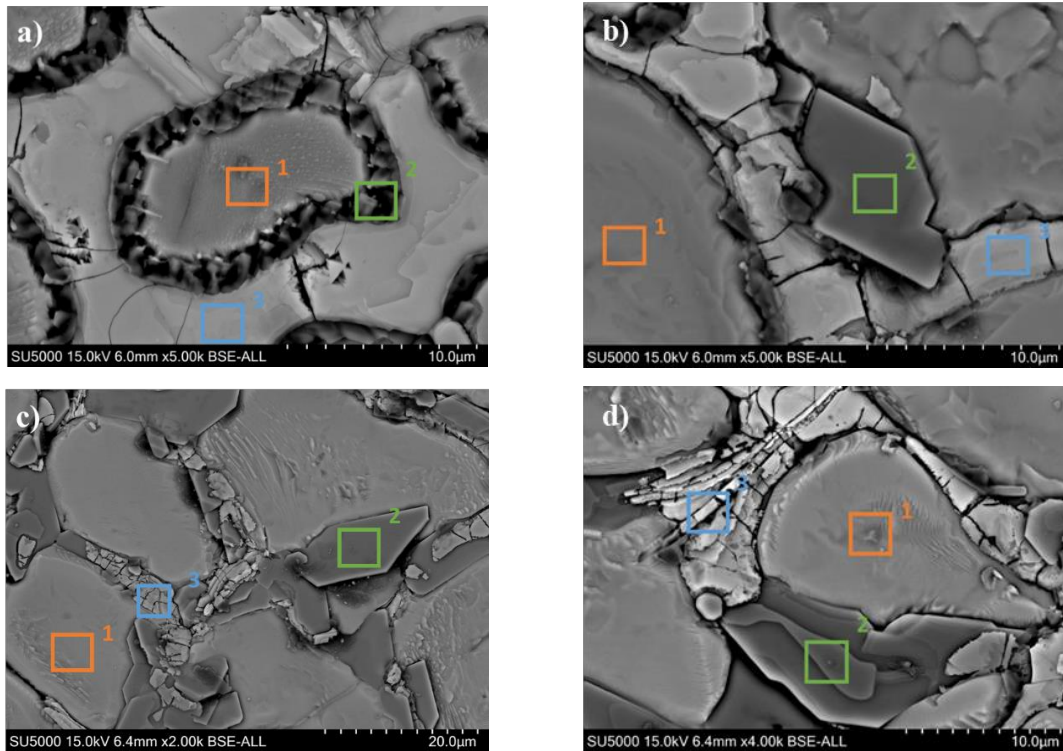 a)
1
2
3
SU5000 15.0kV 6.0mm x5.00k BSE-ALL 10.0µm
b)
1
2
3
SU5000 15.0kV 6.0mm x5.00k BSE-ALL 10.0µm
c)
2
3
1
SU5000 15.0kV 6.4mm x2.00k BSE-ALL 20.0µm
d)
3
1
2
SU5000 15.0kV 6.4mm x4.00k BSE-ALL 10.0µm